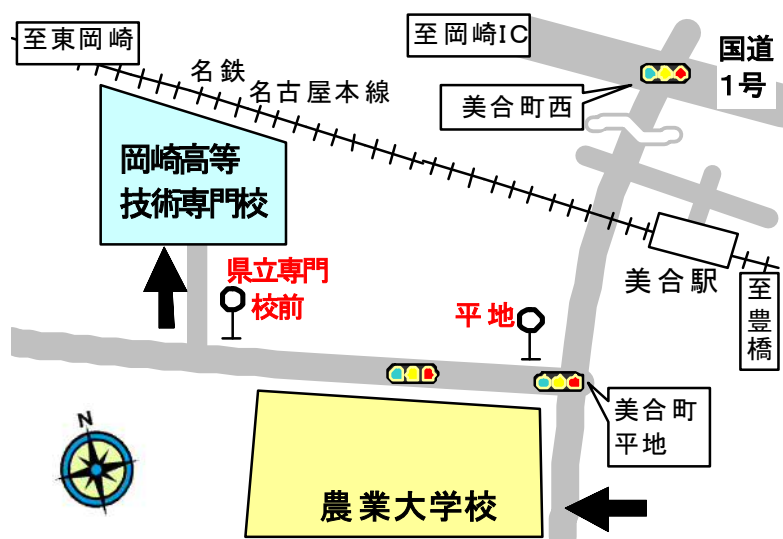 至東岡崎
至岡崎IC
国道
1号
名鉄
名古屋本線
美合町西
岡崎高等
技術専門校
県立専門
校前
平地
美合駅
至豊橋
美合町
平地
農業大学校
N